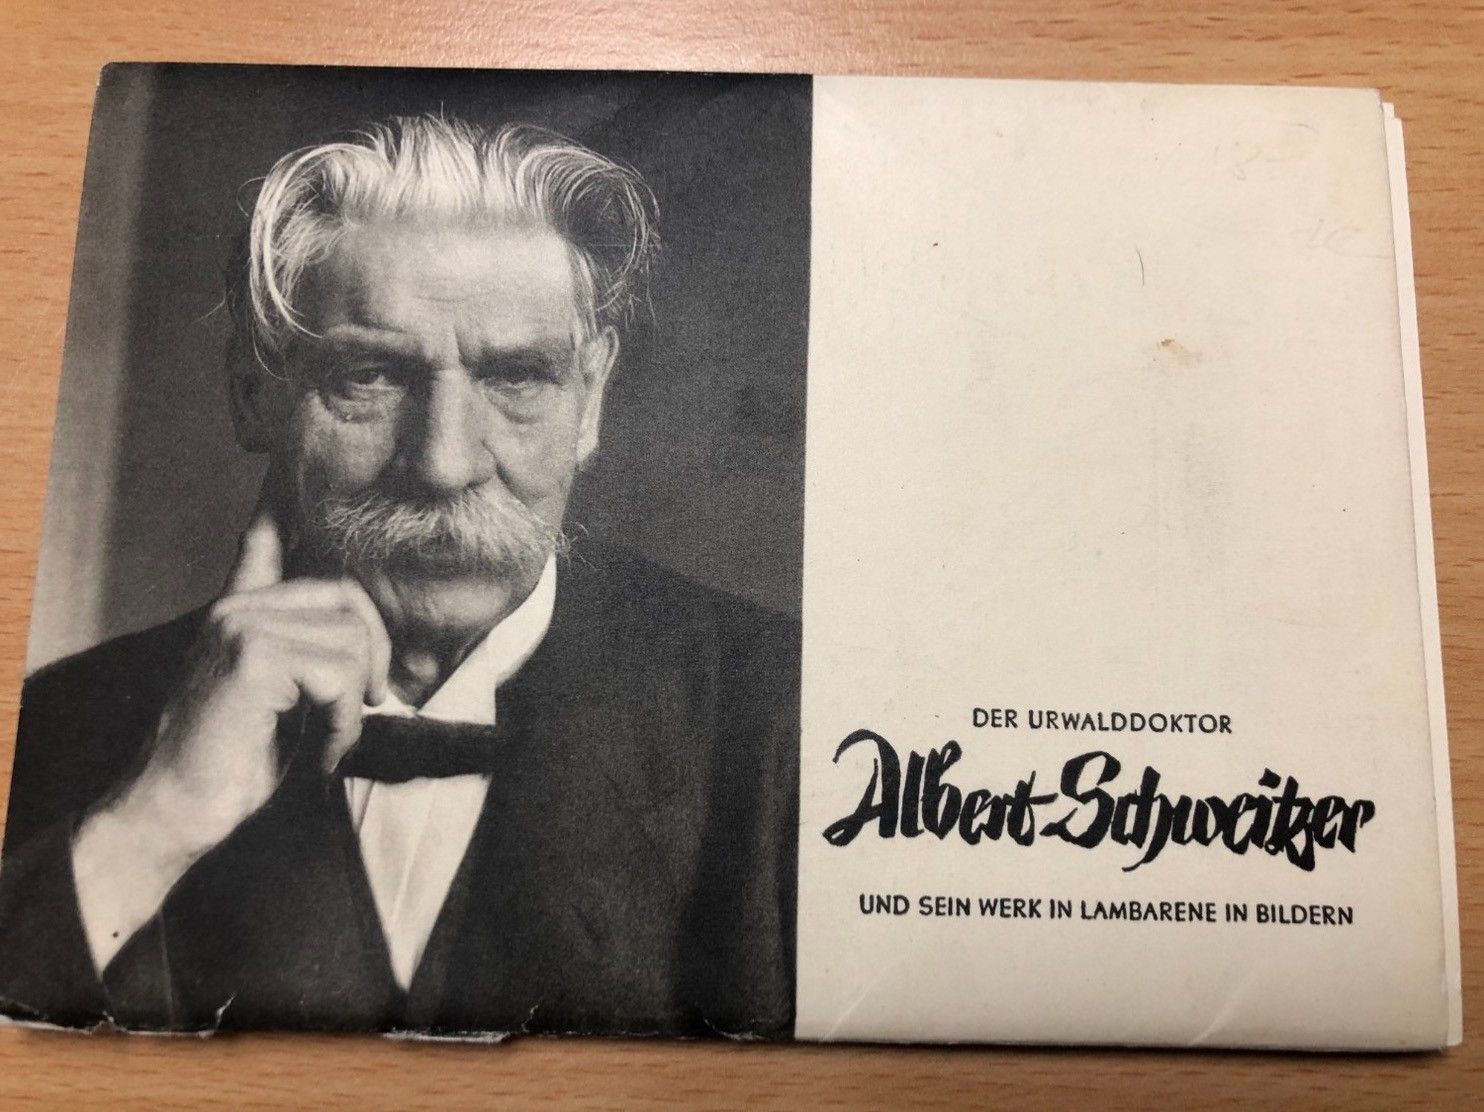 DER URWALDDOKTOR
Albert Schweitzer
UND SEIN WERK IN LAMBARENE IN BILDERN